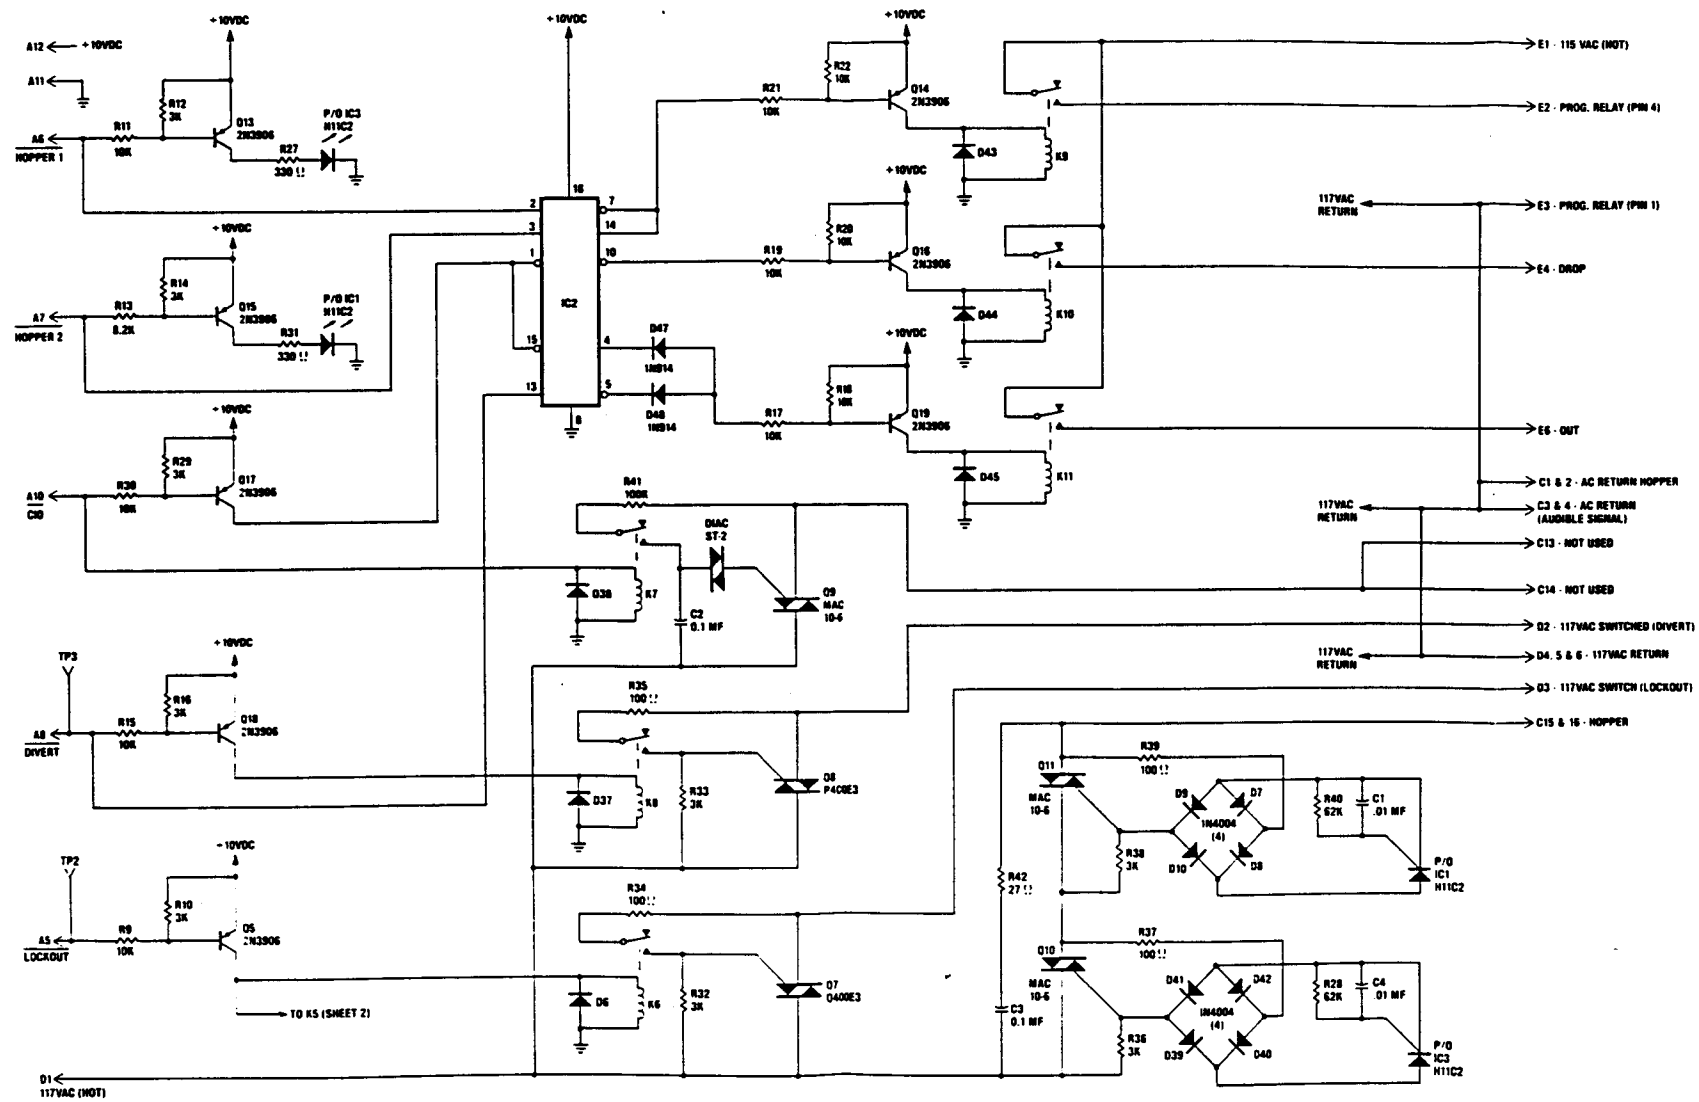 A12
+10VDC
A11
+10VDC
R12
3K
Q13
2N3906
P/O IC3
H11C2
R27
330 Ω
A6
HOPPER 1
R11
10K
+10VDC
R14
3K
Q15
2N3906
P/O IC1
H11C2
R31
330 Ω
A7
HOPPER 2
R13
8.2K
+10VDC
R29
3K
Q17
2N3906
A10
CIO
R30
10K
TP3
+10VDC
R16
3K
Q18
2N3906
A8
DIVERT
R15
10K
TP2
-10VDC
R10
3K
Q5
2N3906
A5
LOCKOUT
R9
10K
TO K5 (SHEET 2)
D1
117VAC (HOT)
+10VDC
16
2
7
3
14
1
10
IC2
15
4
13
5
8
D47
1N914
D48
1N914
+10VDC
R22
10K
R21
10K
Q14
2N3906
D43
K9
+10VDC
R20
10K
R19
10K
Q16
2N3906
D44
K10
+10VDC
R18
10K
R17
10K
Q19
2N3906
D45
K11
R41
100K
DIAC
ST-2
D38
K7
C2
0.1 MF
Q9
MAC
10-6
R35
100 Ω
D37
K8
R33
3K
Q8
P4C0E3
R34
100 Ω
D6
K6
R32
3K
Q7
Q400E3
E1 - 115 VAC (HOT)
E2 - PROG. RELAY (PIN 4)
117VAC
RETURN
E3 - PROG. RELAY (PIN 1)
E4 - DROP
E6 - OUT
C1 & 2 - AC RETURN HOPPER
117VAC
RETURN
C3 & 4 - AC RETURN
(AUDIBLE SIGNAL)
C13 - NOT USED
C14 - NOT USED
D2 - 117VAC SWITCHED (DIVERT)
117VAC
RETURN
D4, 5 & 6 - 117VAC RETURN
D3 - 117VAC SWITCH (LOCKOUT)
C15 & 16 - HOPPER
R42
27 Ω
C3
0.1 MF
Q11
MAC
10-6
R39
100 Ω
R38
3K
D9
D7
1N4004
(4)
D10
D8
R40
62K
C1
.01 MF
P/O
IC1
H11C2
Q10
MAC
10-6
R37
100 Ω
R36
3K
D41
D42
1N4004
(4)
D39
D40
R28
62K
C4
.01 MF
P/O
IC3
H11C2